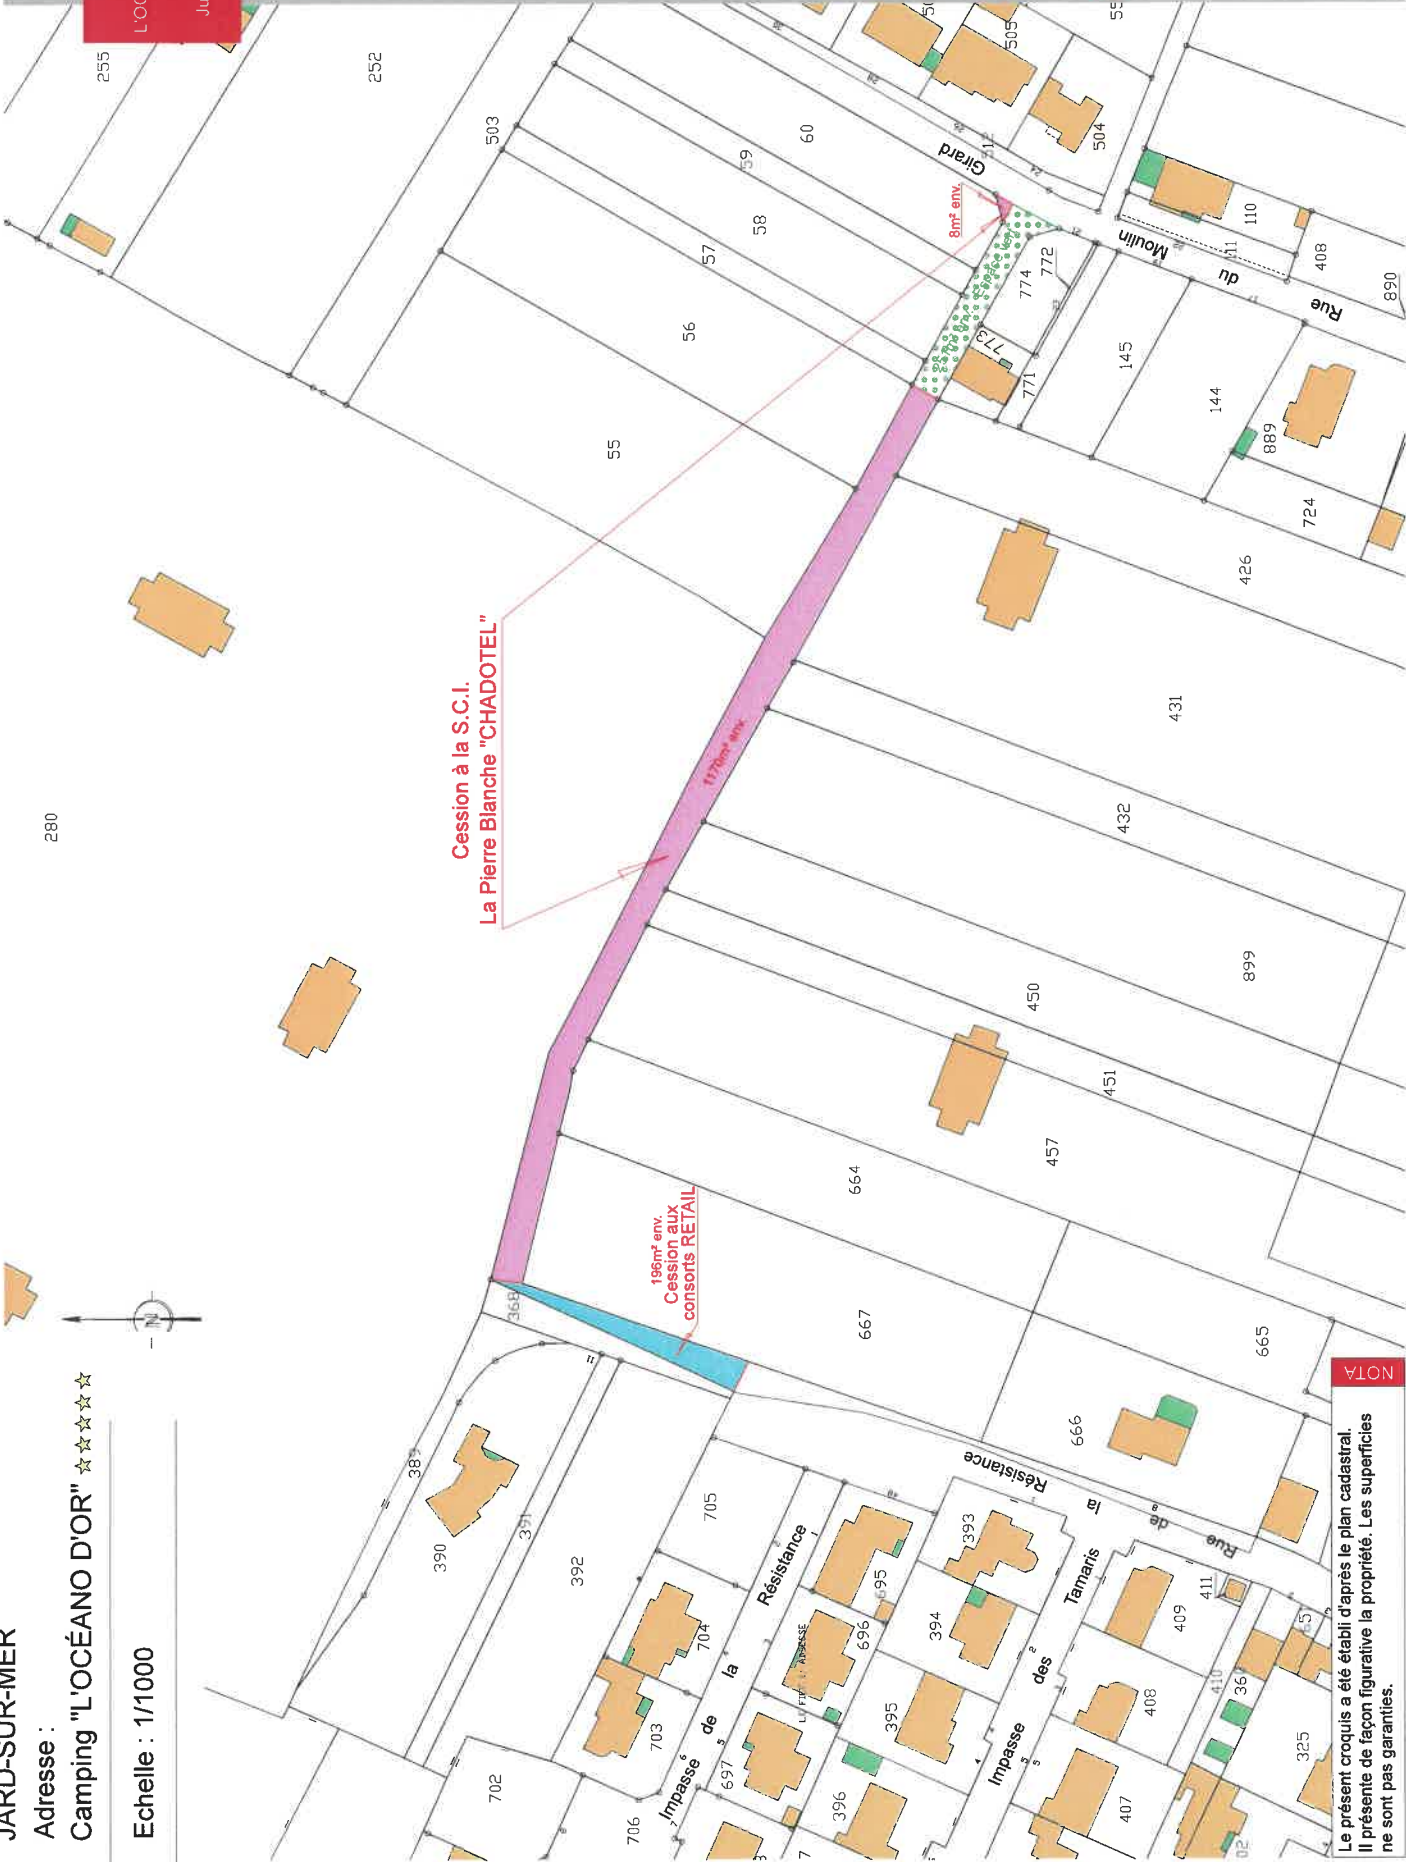 JARD-SUR-MER
Adresse :
Camping "L'OCÉANO D'OR"
Echelle : 1/1000
N
Cession à la S.C.I.
La Pierre Blanche "CHADOTEL"
1170m² env.
8m² env.
196m² env.
Cession aux
consorts RETAIL
255
252
503
280
60
59
58
57
56
55
505
504
512
Girard
Moulin
du
Rue
110
111
408
890
774
772
773
771
145
144
889
724
426
431
432
899
450
451
457
664
667
665
666
368
389
390
391
392
11
705
704
703
702
706
697
696
695
Impasse
de
la
Résistance
Rue
de
la
Résistance
393
394
395
396
Impasse
des
Tamaris
411
409
408
407
410
325
NOTA
Le présent croquis a été établi d'après le plan cadastral.
Il présente de façon figurative la propriété. Les superficies
ne sont pas garanties.